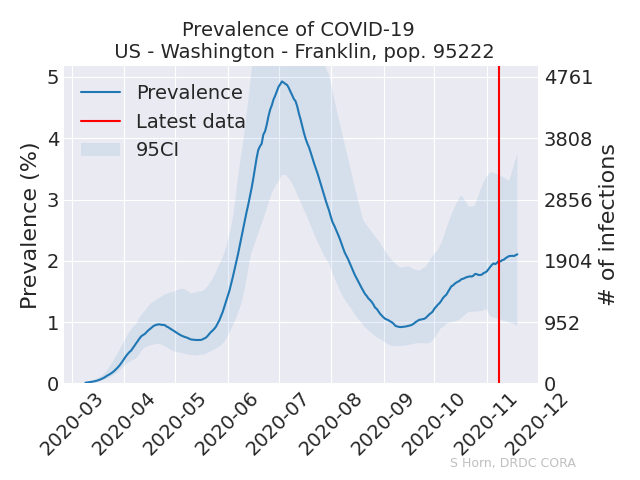 Prevalence of COVID-19
US - Washington - Franklin, pop. 95222
Prevalence
Latest data
95CI
Prevalence (%)
5
4
3
2
1
0
4761
3808
2856
1904
952
0
# of infections
2020-03
2020-04
2020-05
2020-06
2020-07
2020-08
2020-09
2020-10
2020-11
2020-12
S Horn, DRDC CORA